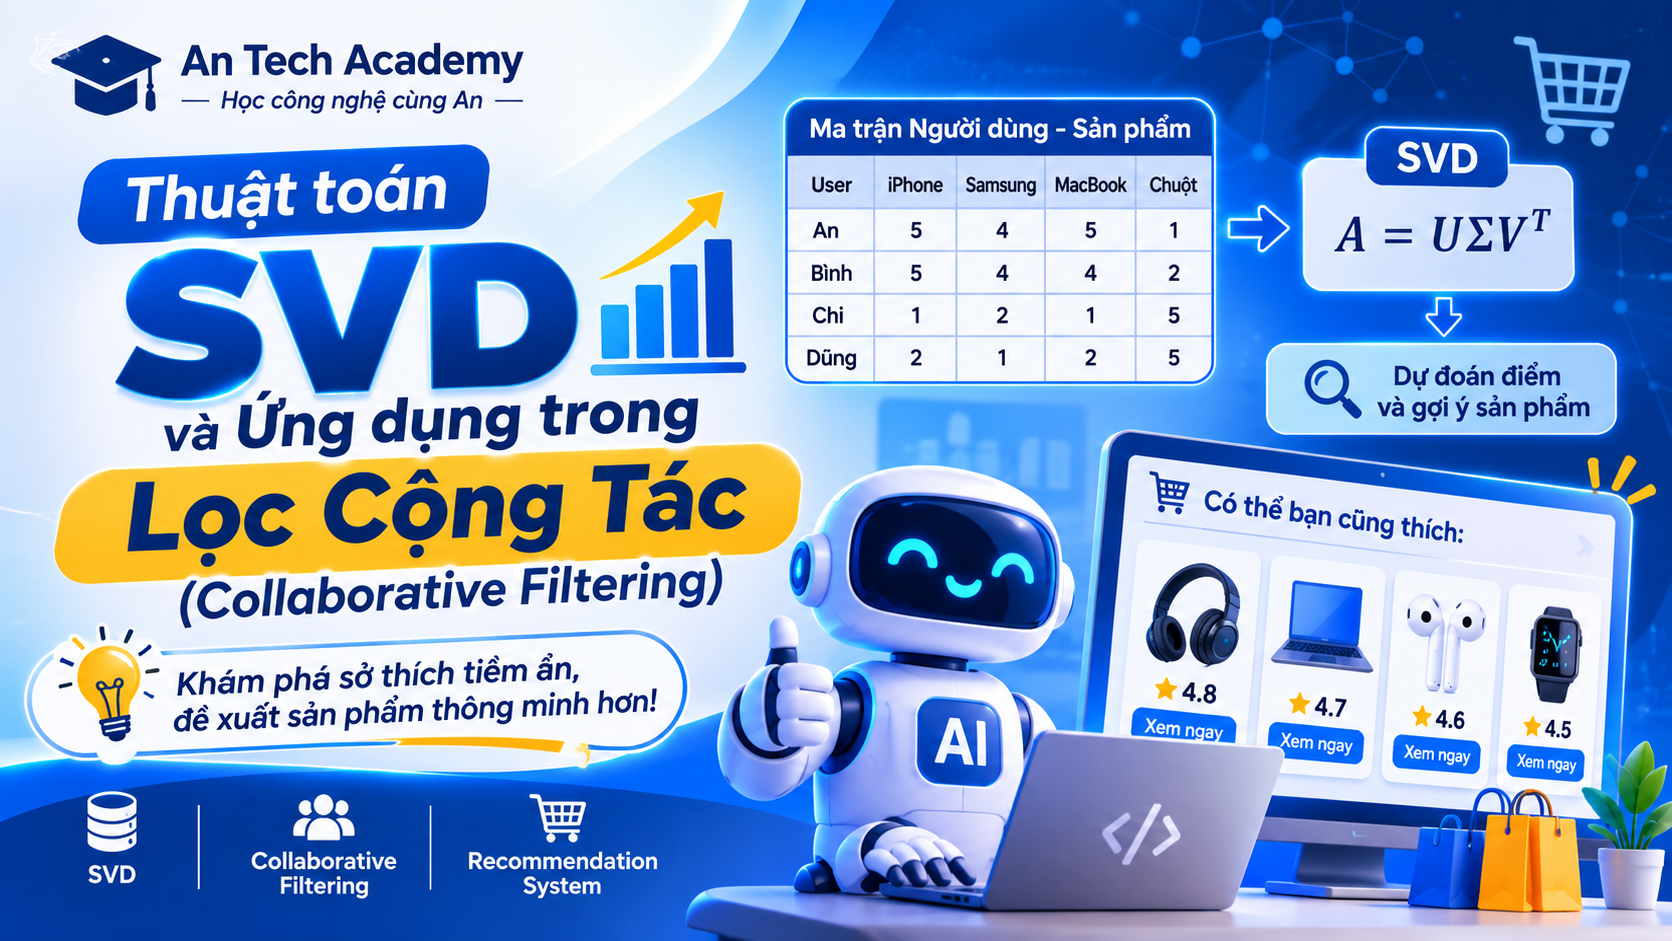 An Tech Academy
Học công nghệ cùng An
Thuật toán
SVD
và Ứng dụng trong
Lọc Cộng Tác
(Collaborative Filtering)
Khám phá sở thích tiềm ẩn,
đề xuất sản phẩm thông minh hơn!
SVD
Collaborative
Filtering
Recommendation
System
Ma trận Người dùng - Sản phẩm
User iPhone Samsung MacBook Chuột
An 5 4 5 1
Bình 5 4 4 2
Chi 1 2 1 5
Dũng 2 1 2 5
SVD
A = UΣVᵀ
Dự đoán điểm
và gợi ý sản phẩm
Có thể bạn cũng thích:
4.8 4.7 4.6 4.5
Xem ngay Xem ngay Xem ngay Xem ngay
AI
</>